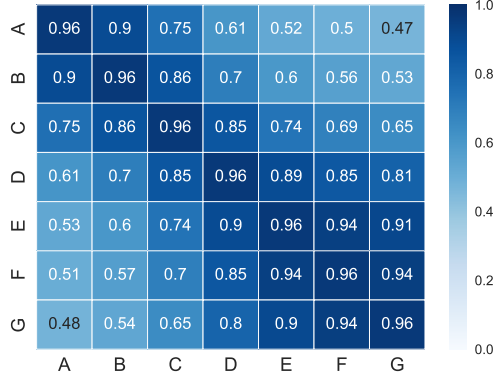 A 0.96 0.9 0.75 0.61 0.52 0.5 0.47 1.0
B 0.9 0.96 0.86 0.7 0.6 0.56 0.53 0.8
C 0.75 0.86 0.96 0.85 0.74 0.69 0.65 0.6
D 0.61 0.7 0.85 0.96 0.89 0.85 0.81
E 0.53 0.6 0.74 0.9 0.96 0.94 0.91 0.4
F 0.51 0.57 0.7 0.85 0.94 0.96 0.94 0.2
G 0.48 0.54 0.65 0.8 0.9 0.94 0.96 0.0
A B C D E F G